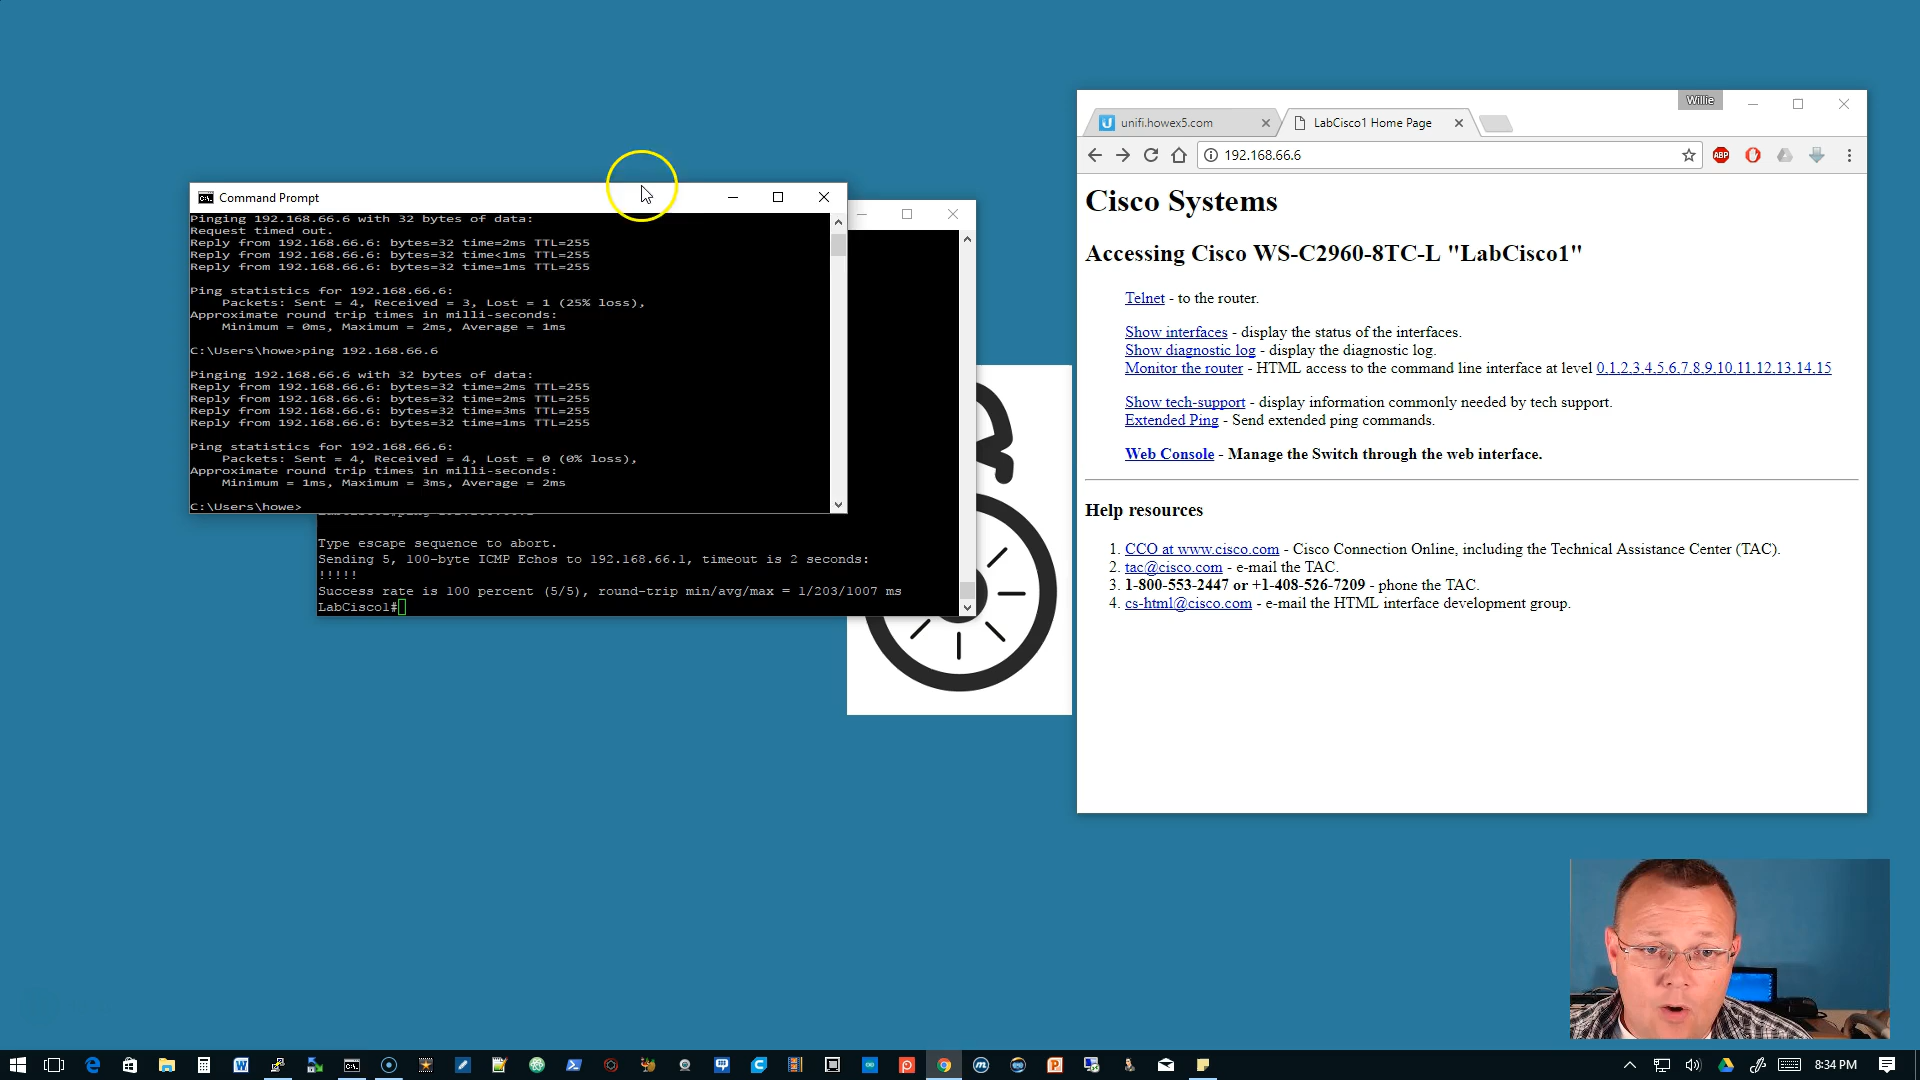 Command Prompt
Pinging 192.168.66.6 with 32 bytes of data:
Request timed out.
Reply from 192.168.66.6: bytes=32 time=2ms TTL=255
Reply from 192.168.66.6: bytes=32 time<1ms TTL=255
Reply from 192.168.66.6: bytes=32 time=1ms TTL=255
Ping statistics for 192.168.66.6:
Packets: Sent = 4, Received = 3, Lost = 1 (25% loss),
Approximate round trip times in milli-seconds:
Minimum = 0ms, Maximum = 2ms, Average = 1ms
C:\Users\howe>ping 192.168.66.6
Pinging 192.168.66.6 with 32 bytes of data:
Reply from 192.168.66.6: bytes=32 time=2ms TTL=255
Reply from 192.168.66.6: bytes=32 time=2ms TTL=255
Reply from 192.168.66.6: bytes=32 time=3ms TTL=255
Reply from 192.168.66.6: bytes=32 time=1ms TTL=255
Ping statistics for 192.168.66.6:
Packets: Sent = 4, Received = 4, Lost = 0 (0% loss),
Approximate round trip times in milli-seconds:
Minimum = 1ms, Maximum = 3ms, Average = 2ms
C:\Users\howe>
Type escape sequence to abort.
Sending 5, 100-byte ICMP Echos to 192.168.66.1, timeout is 2 seconds:
!!!!!
Success rate is 100 percent (5/5), round-trip min/avg/max = 1/203/1007 ms
LabCisco1#
Willie
unifi.howex5.com
LabCisco1 Home Page
192.168.66.6
ABP
Cisco Systems
Accessing Cisco WS-C2960-8TC-L "LabCisco1"
Telnet - to the router.
Show interfaces - display the status of the interfaces.
Show diagnostic log - display the diagnostic log.
Monitor the router - HTML access to the command line interface at level 0,1,2,3,4,5,6,7,8,9,10,11,12,13,14,15
Show tech-support - display information commonly needed by tech support.
Extended Ping - Send extended ping commands.
Web Console - Manage the Switch through the web interface.
Help resources
1. CCO at www.cisco.com - Cisco Connection Online, including the Technical Assistance Center (TAC).
2. tac@cisco.com - e-mail the TAC.
3. 1-800-553-2447 or +1-408-526-7209 - phone the TAC.
4. cs-html@cisco.com - e-mail the HTML interface development group.
8:34 PM